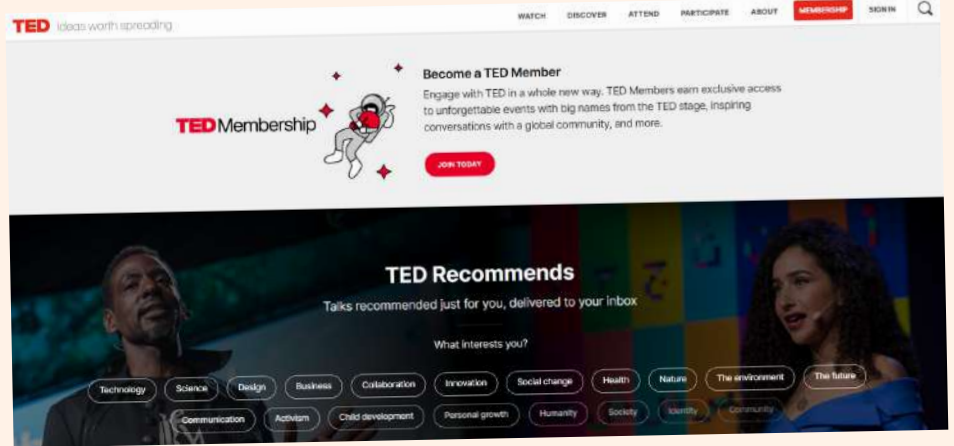 TED Ideas worth spreading
WATCH DISCOVER ATTEND PARTICIPATE ABOUT MEMBERSHIP SIGN IN
Become a TED Member
Engage with TED in a whole new way. TED Members earn exclusive access
to unforgettable events with big names from the TED stage, inspiring
conversations with a global community, and more.
TED Membership
JOIN TODAY
TED Recommends
Talks recommended just for you, delivered to your inbox
What interests you?
Technology Science Design Business Collaboration Innovation Social change Health Nature The environment The future
Communication Activism Child development Personal growth Humanity Society Identity Community